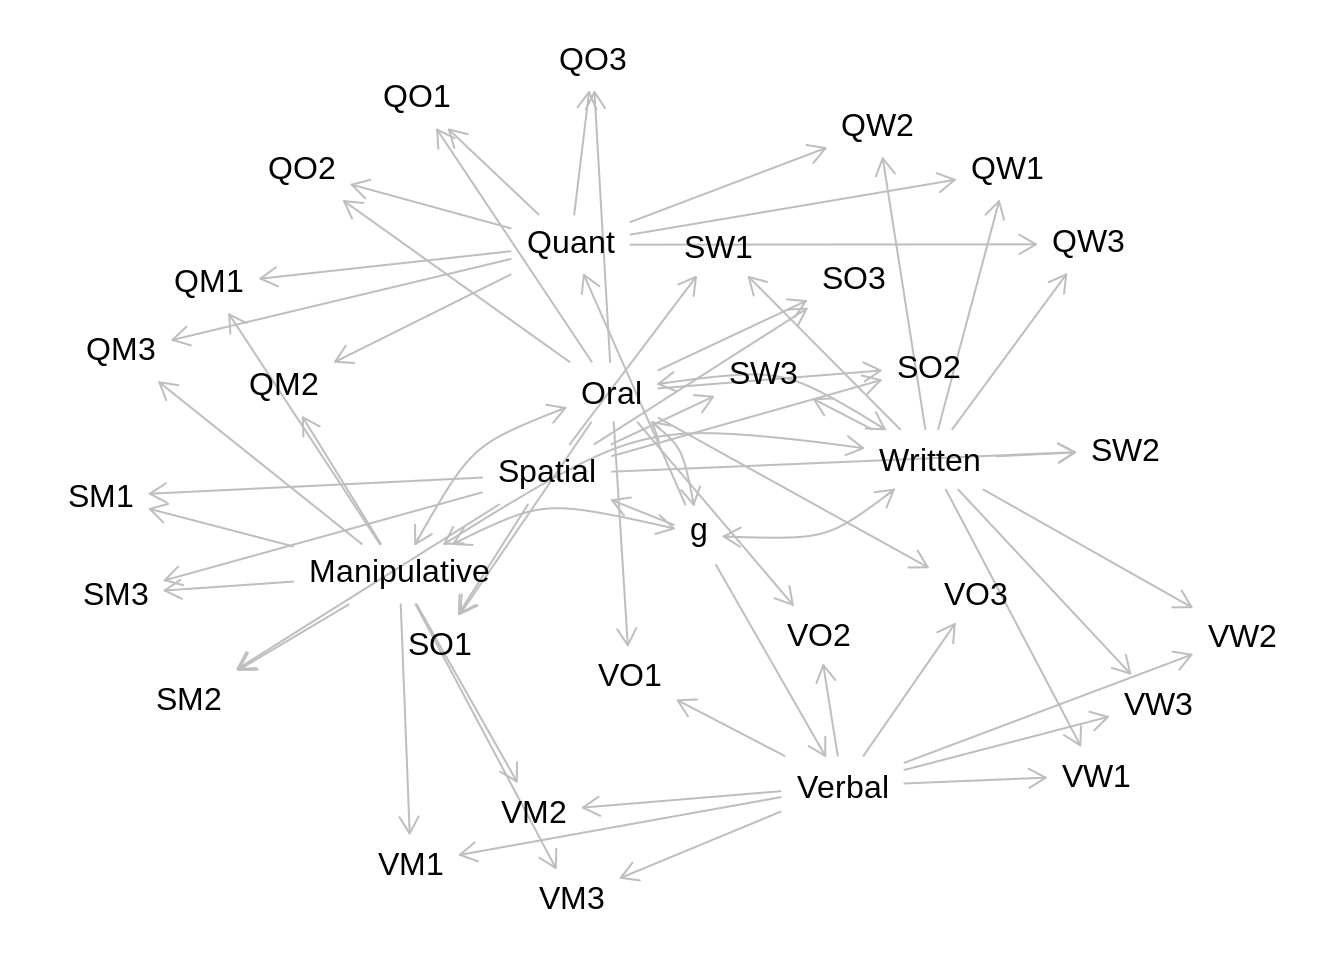 QO3
QO1
QW2
QO2
QW1
Quant
SW1
QW3
QM1
SO3
QM3
QM2
Oral
SW3
SO2
Spatial
Written
SW2
SM1
g
Manipulative
SM3
VO3
SO1
VO2
VW2
VO1
SM2
VW3
Verbal
VW1
VM2
VM1
VM3